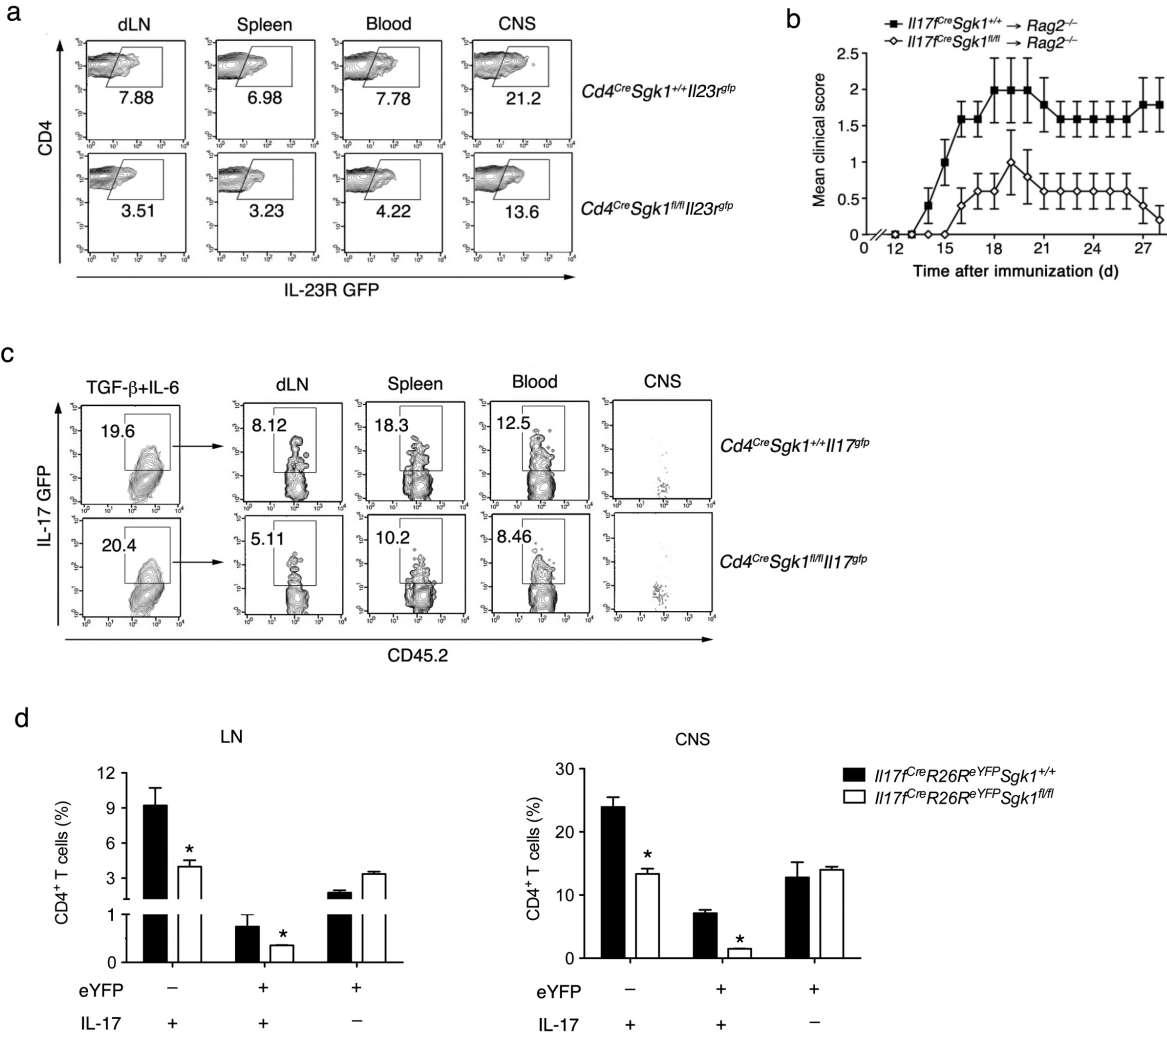 a
dLN Spleen Blood CNS
7.88 6.98 7.78 21.2
Cd4CreSgk1+/+Il23rgfp
3.51 3.23 4.22 13.6
Cd4CreSgk1fl/flIl23rgfp
CD4
IL-23R GFP
b
Il17fCreSgk1+/+ → Rag2–/–
Il17fCreSgk1fl/fl → Rag2–/–
2.5
2
1.5
1
0.5
0
0 12 15 18 21 24 27
Mean clinical score
Time after immunization (d)
c
TGF-β+IL-6 dLN Spleen Blood CNS
19.6 8.12 18.3 12.5
Cd4CreSgk1+/+Il17gfp
20.4 5.11 10.2 8.46
Cd4CreSgk1fl/flIl17gfp
IL-17 GFP
CD45.2
d
LN
12
9
6
3
1
0
CD4+ T cells (%)
* *
eYFP – + +
IL-17 + + –
CNS
30
20
10
0
CD4+ T cells (%)
* *
eYFP – + +
IL-17 + + –
Il17fCreR26ReYFPSgk1+/+
Il17fCreR26ReYFPSgk1fl/fl